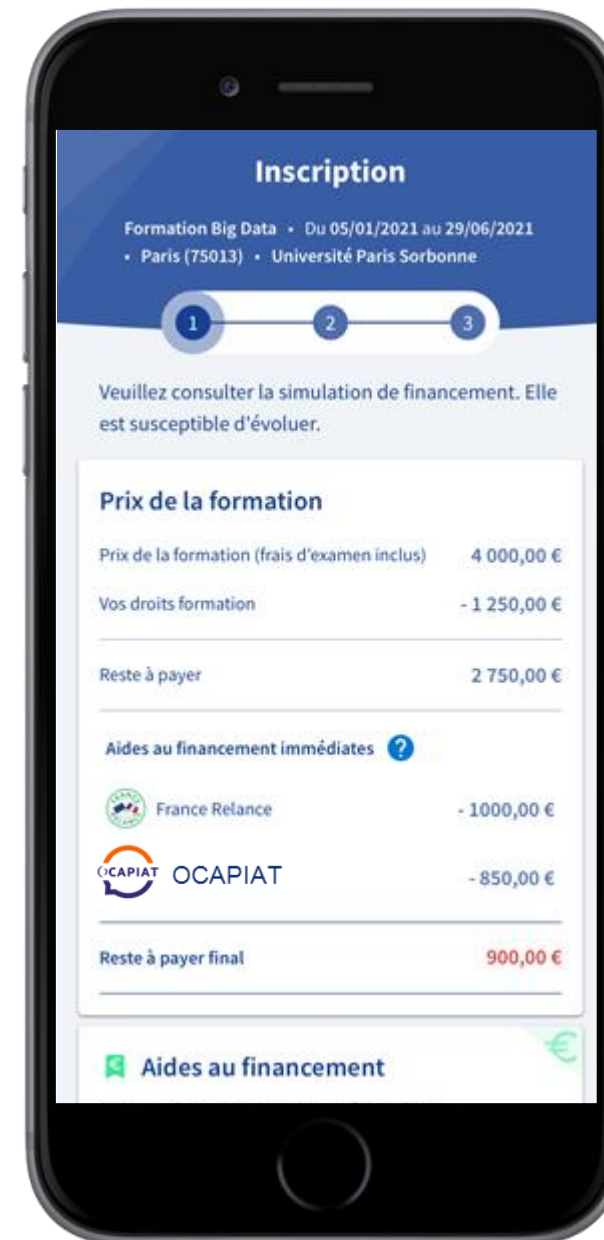 Inscription
Formation Big Data • Du 05/01/2021 au 29/06/2021
• Paris (75013) • Université Paris Sorbonne
1 2 3
Veuillez consulter la simulation de financement. Elle
est susceptible d'évoluer.
Prix de la formation
Prix de la formation (frais d'examen inclus) 4 000,00 €
Vos droits formation - 1 250,00 €
Reste à payer 2 750,00 €
Aides au financement immédiates ?
FRANCE RELANCE France Relance - 1000,00 €
OCAPIAT OCAPIAT - 850,00 €
Reste à payer final 900,00 €
€
Aides au financement